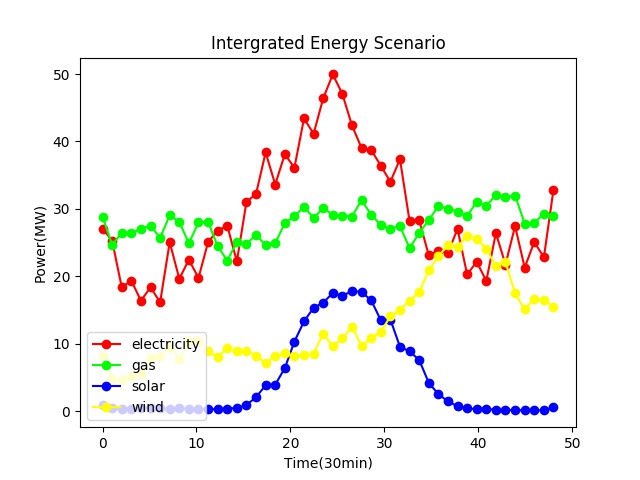 Intergrated Energy Scenario
Power(MW)
50
40
30
20
10
0
electricity
gas
solar
wind
0 10 20 30 40 50
Time(30min)